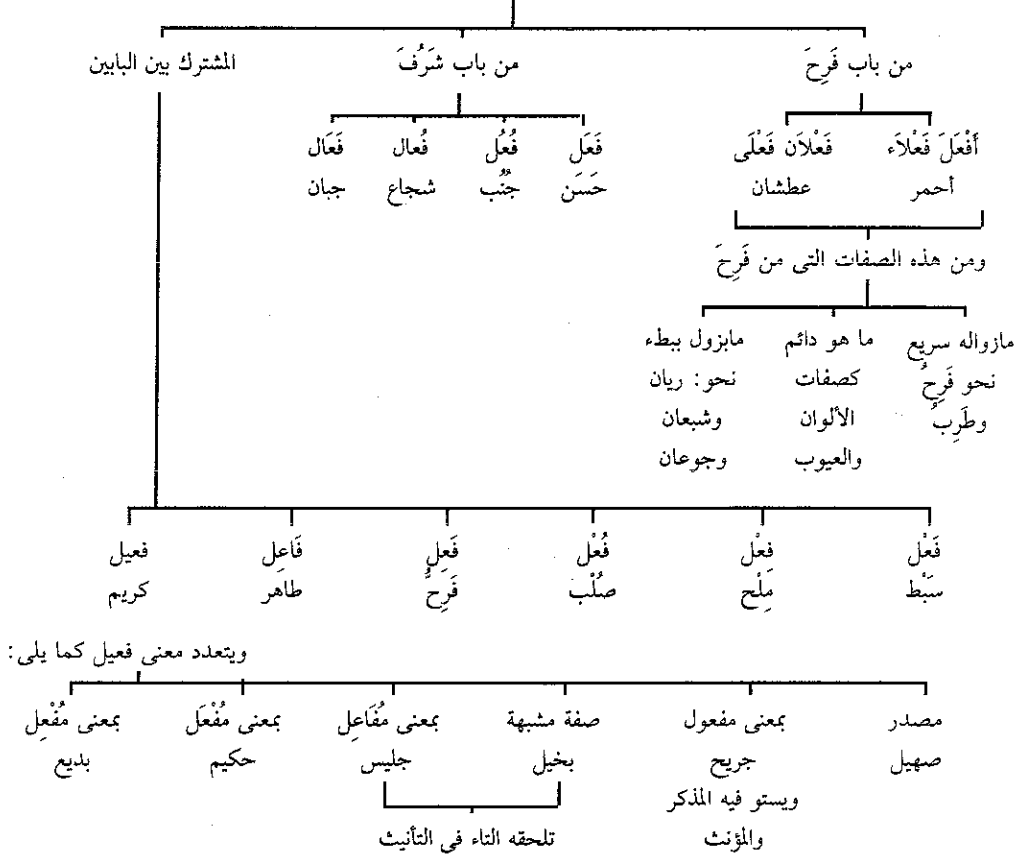 من باب فَرِحَ من باب شَرُفَ المشترك بين البابين
أَفْعَلَ فَعْلَاَء فَعْلاَن فَعْلَى فَعَل فُعُل فُعال فَعَال
أحمر عطشان حَسَن جُنُب شجاع جبان
ومن هذه الصفات التى من فَرِحَ
مازواله سريع ما هو دائم مابزول ببطء
نحو فَرِحٌ كصفات نحو: ريان
وطَرِبٌ الألوان وشبعان
والعيوب وجوعان
فَعْل فِعْل فُعْل فَعِل فَاعِل فعيل
سَبْط مِلْح صُلْب فَرِحٌ طاهر كريم
ويتعدد معنى فعيل كما يلى:
مصدر بمعنى مفعول صفة مشبهة بمعنى مُفَاعِل بمعنى مُفْعَل بمعنى مُفْعِل
صهيل جريح بخيل جليس حكيم بديع
ويستو فيه المذكر
والمؤنث تلحقه التاء فى التأنيث